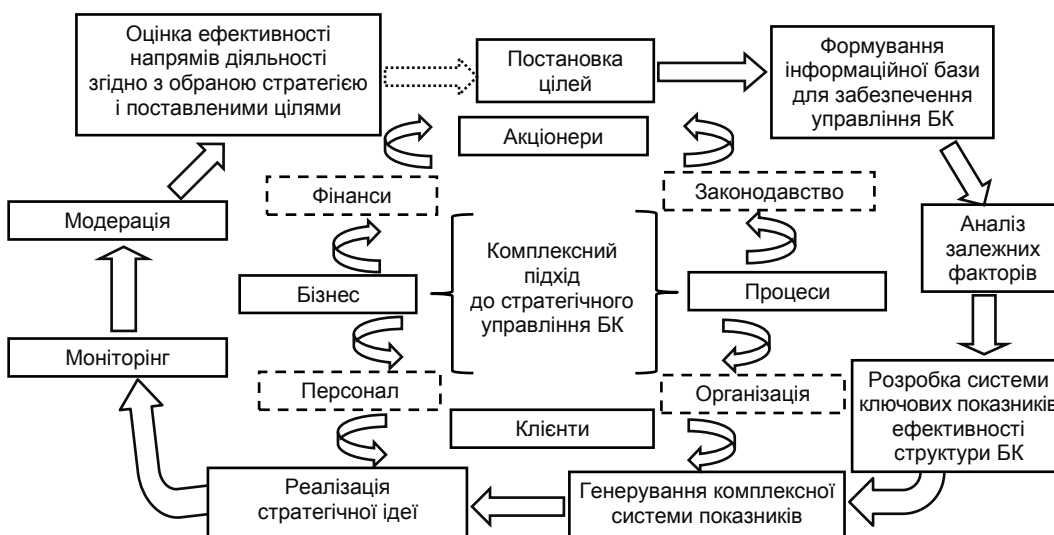 Оцінка ефективності
напрямів діяльності
згідно з обраною стратегією
і поставленими цілями
Постановка
цілей
Формування
інформаційної бази
для забезпечення
управління БК
Акціонери
Фінанси
Законодавство
Модерація
Аналіз
залежних
факторів
Комплексний
підхід
до стратегічного
управління БК
Бізнес
Процеси
Моніторінг
Персонал
Організація
Розробка системи
ключових показників
ефективності
структури БК
Клієнти
Реалізація
стратегічної ідеї
Генерування комплексної
системи показників